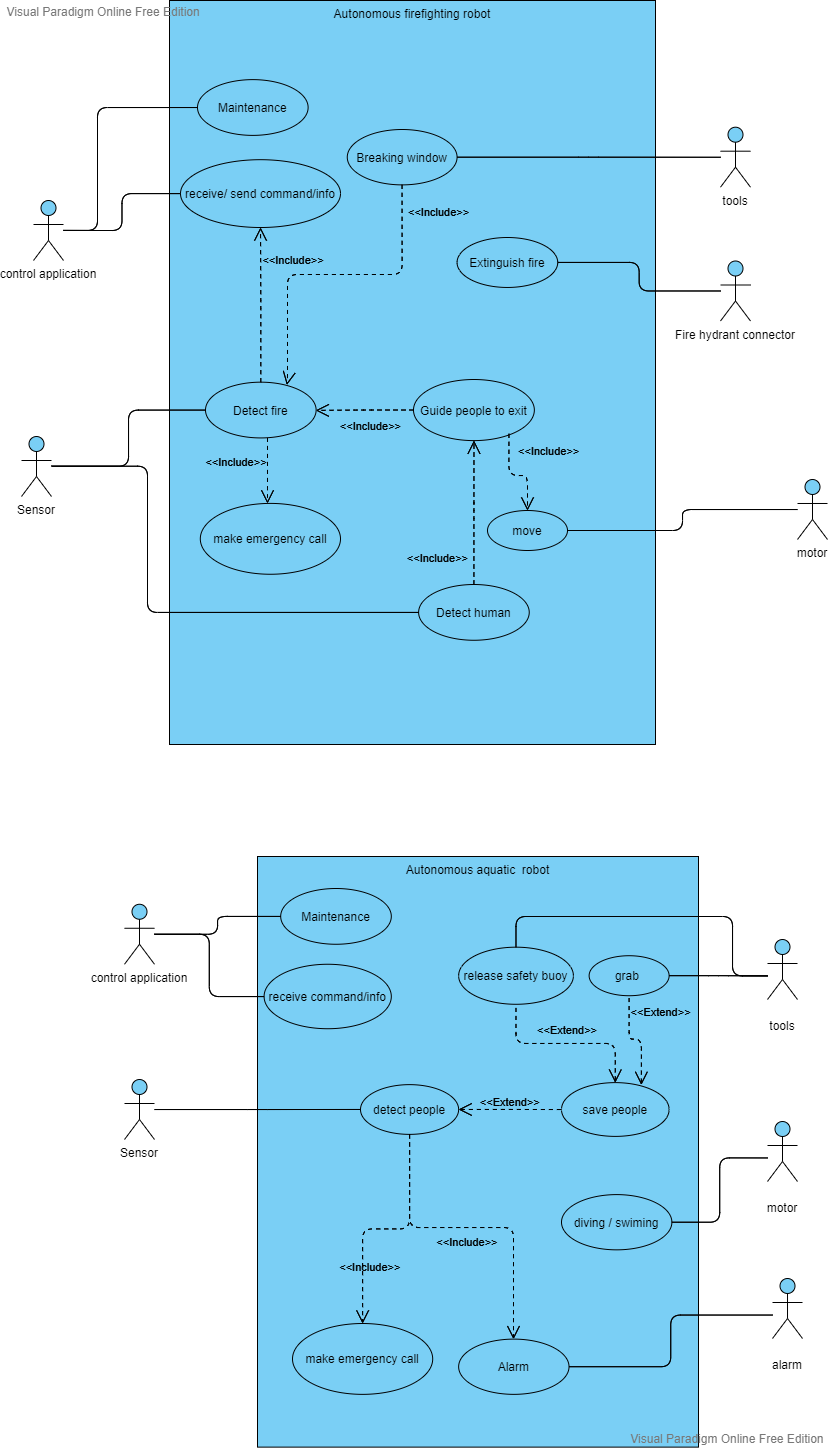 Visual Paradigm Online Free Edition
Autonomous firefighting robot
Maintenance
Breaking window
receive/ send command/info
tools
<<Include>>
control application
<<Include>>
Extinguish fire
Fire hydrant connector
Detect fire
Guide people to exit
<<Include>>
<<Include>>
<<Include>>
Sensor
make emergency call
move
motor
<<Include>>
Detect human
Autonomous aquatic  robot
Maintenance
control application
release safety buoy
grab
receive command/info
<<Extend>>
tools
<<Extend>>
<<Extend>>
detect people
save people
Sensor
motor
diving / swiming
<<Include>>
<<Include>>
make emergency call
Alarm
alarm
Visual Paradigm Online Free Edition